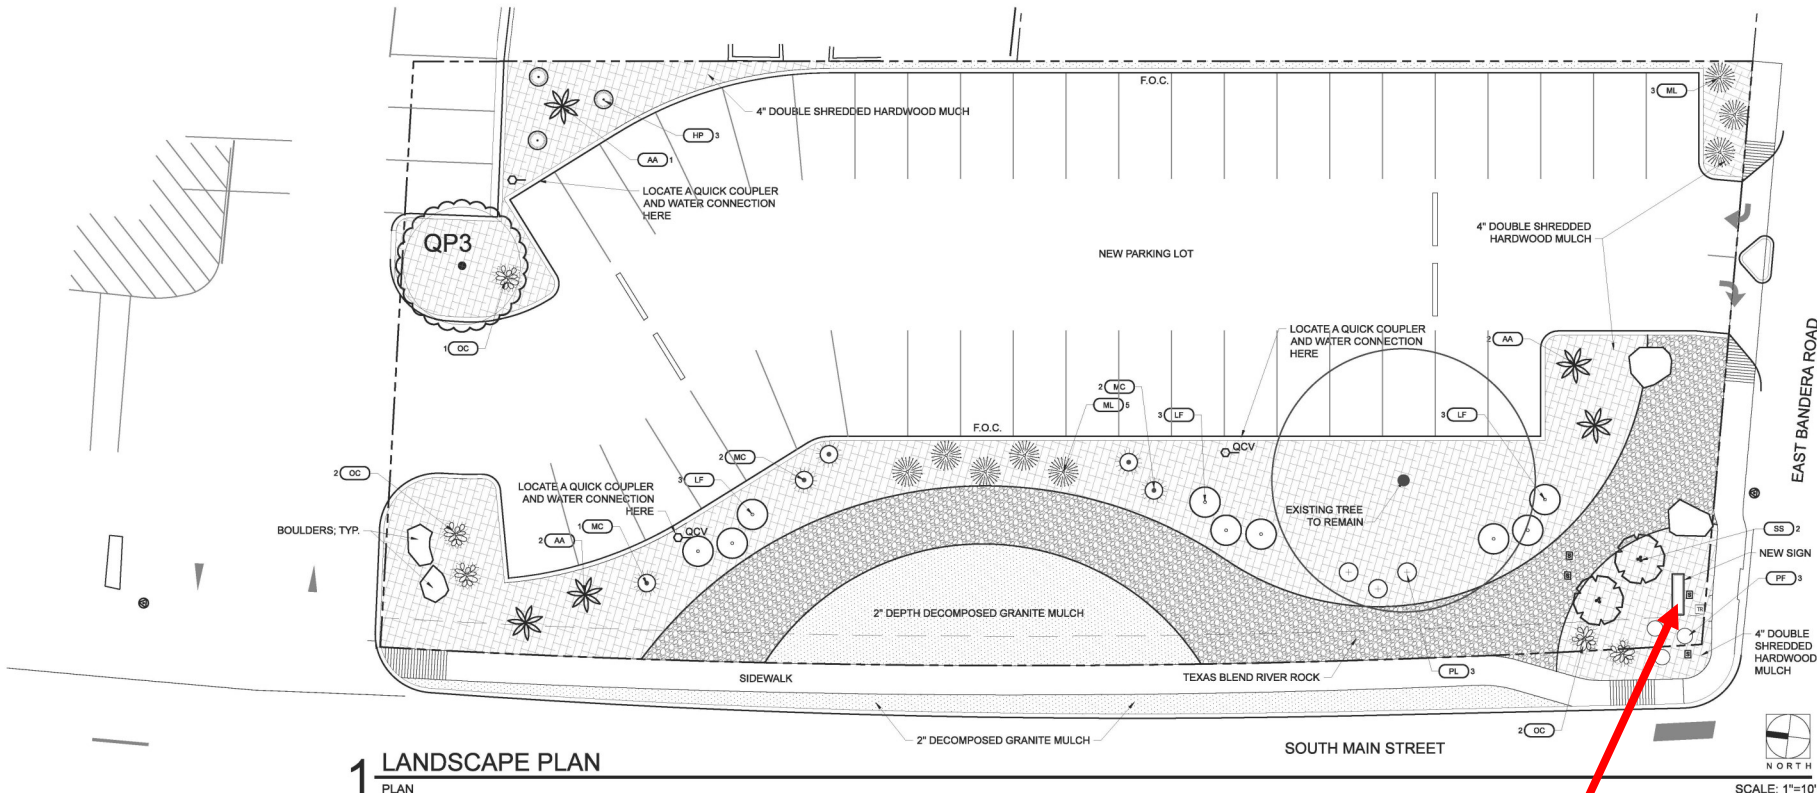 F.O.C.
3 ML
4" DOUBLE SHREDDED HARDWOOD MUCH
HP 3
AA 1
LOCATE A QUICK COUPLER
AND WATER CONNECTION
HERE
QP3
4" DOUBLE SHREDDED
HARDWOOD MULCH
NEW PARKING LOT
1 OC
LOCATE A QUICK COUPLER
AND WATER CONNECTION
HERE
2 AA
EAST BANDERA ROAD
2 MC
ML 5
3 LF
3 LF
F.O.C.
QCV
2 MC
2 OC
3 LF
LOCATE A QUICK COUPLER
AND WATER CONNECTION
HERE
EXISTING TREE
TO REMAIN
BOULDERS; TYP.
1 MC
QCV
2 AA
SS 2
NEW SIGN
PF 3
TR
2" DEPTH DECOMPOSED GRANITE MULCH
4" DOUBLE
SHREDDED
HARDWOOD
MULCH
SIDEWALK
TEXAS BLEND RIVER ROCK
PL 3
2 OC
2" DECOMPOSED GRANITE MULCH
SOUTH MAIN STREET
NORTH
1 LANDSCAPE PLAN
PLAN
SCALE: 1"=10'